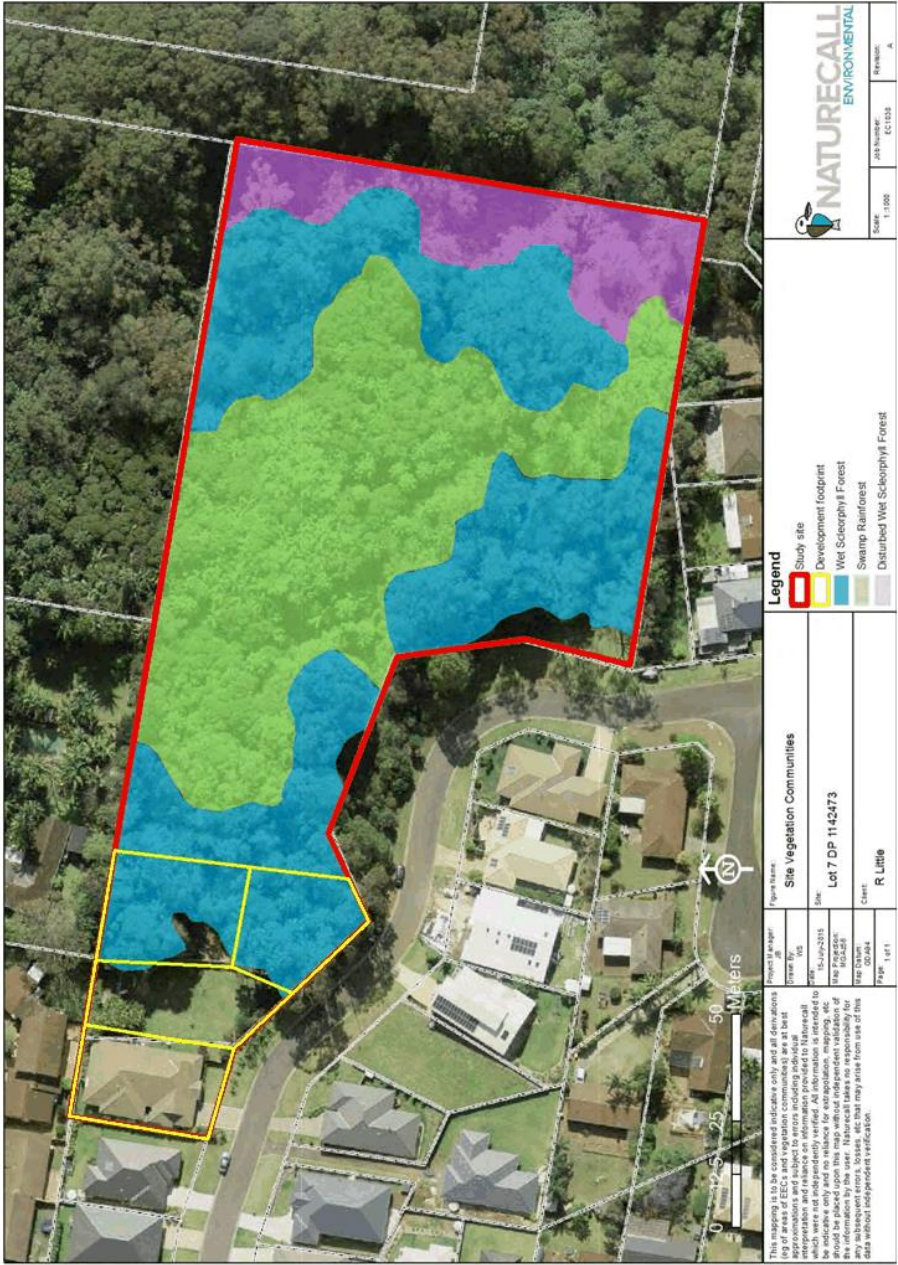 0 12.5 25 50
Meters
N
This mapping is to be considered indicative only and all derivations
(eg of areas of EECs and vegetation communities) are at best
approximations and subject to errors including individual
interpretation and reliance on information provided to Naturecall
which were not independently verified. All information is intended to
be indicative only and no reliance for extrapolation, mapping, etc
should be placed upon this map without independent validation of
the information by the user. Naturecall takes no responsibility for
any subsequent errors, losses, etc that may arise from use of this
data without independent verification.
Project Manager:
JB
Drawn By:
WS
Date:
15-July-2015
Map Projection:
MGAz56
Map Datum:
GDA94
Page: 1 of 1
Figure Name:
Site Vegetation Communities
Site:
Lot 7 DP 1142473
Client:
R Little
Legend
Study site
Development footprint
Wet Scleorphyll Forest
Swamp Rainforest
Disturbed Wet Scleorphyll Forest
NATURECALL
ENVIRONMENTAL
Scale:
1:1000
Job Number:
EC1038
Revision:
A